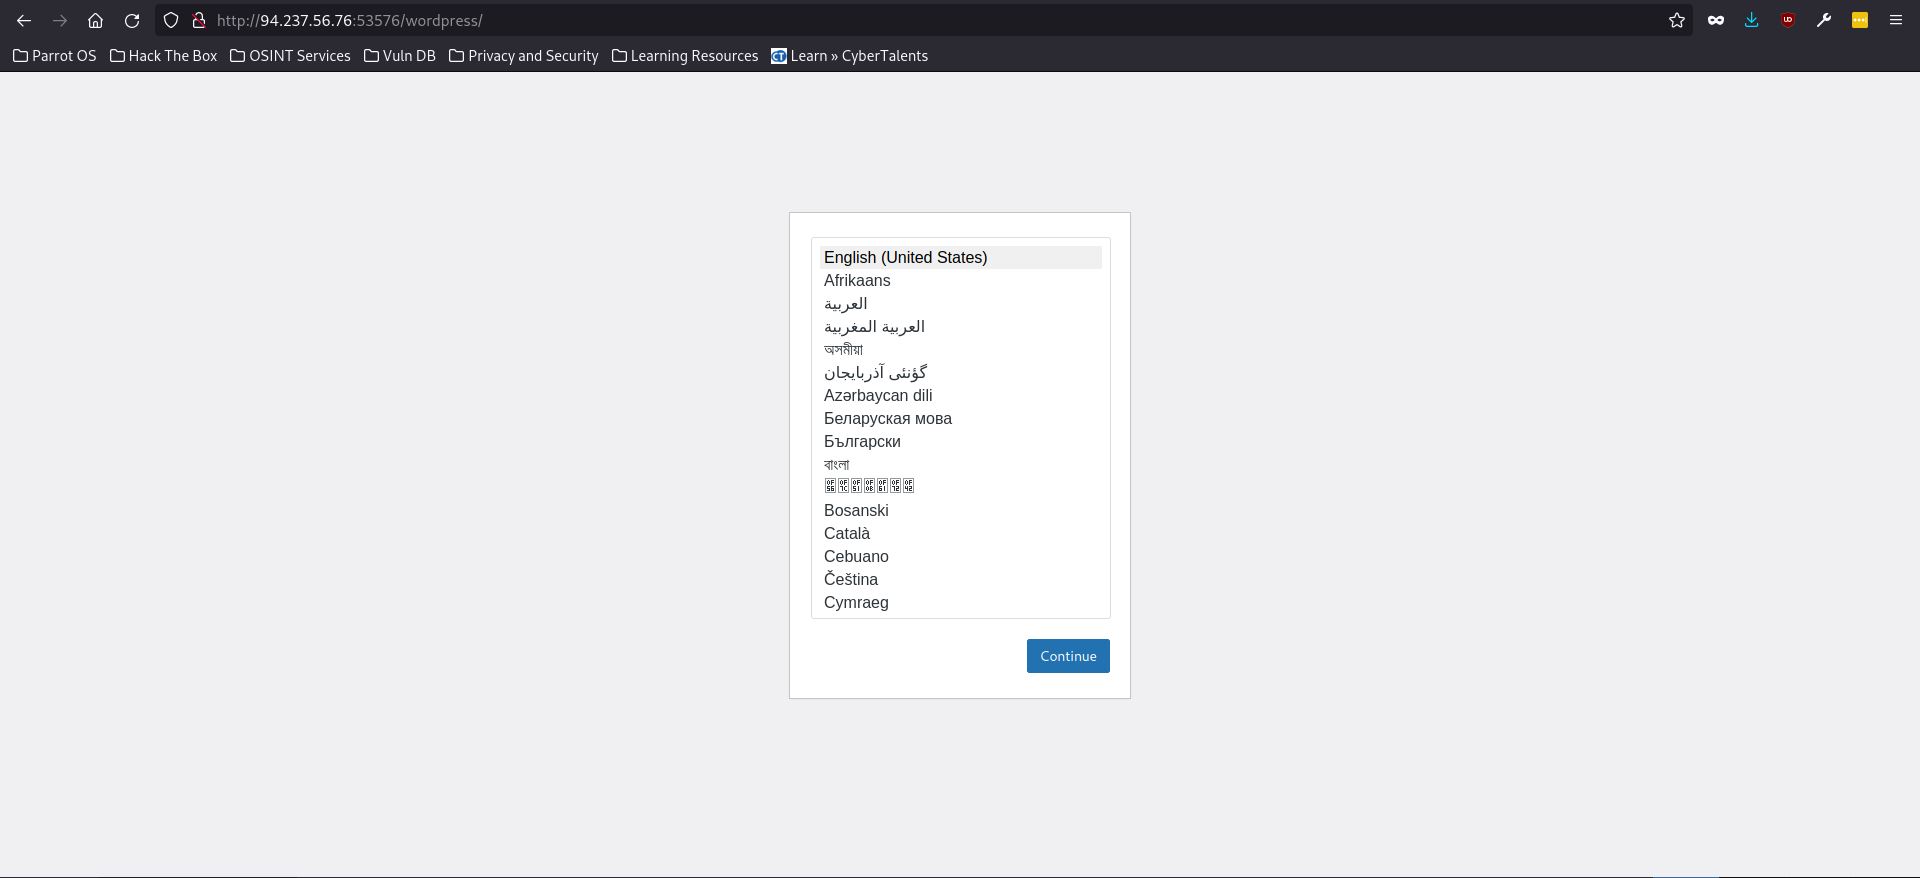 http://94.237.56.76:53576/wordpress/
Parrot OS Hack The Box OSINT Services Vuln DB Privacy and Security Learning Resources CT Learn » CyberTalents
English (United States)
Afrikaans
العربية
العربية المغربية
অসমীয়া
گؤنئی آذربایجان
Azərbaycan dili
Беларуская мова
Български
বাংলা
Bosanski
Català
Cebuano
Čeština
Cymraeg
Continue